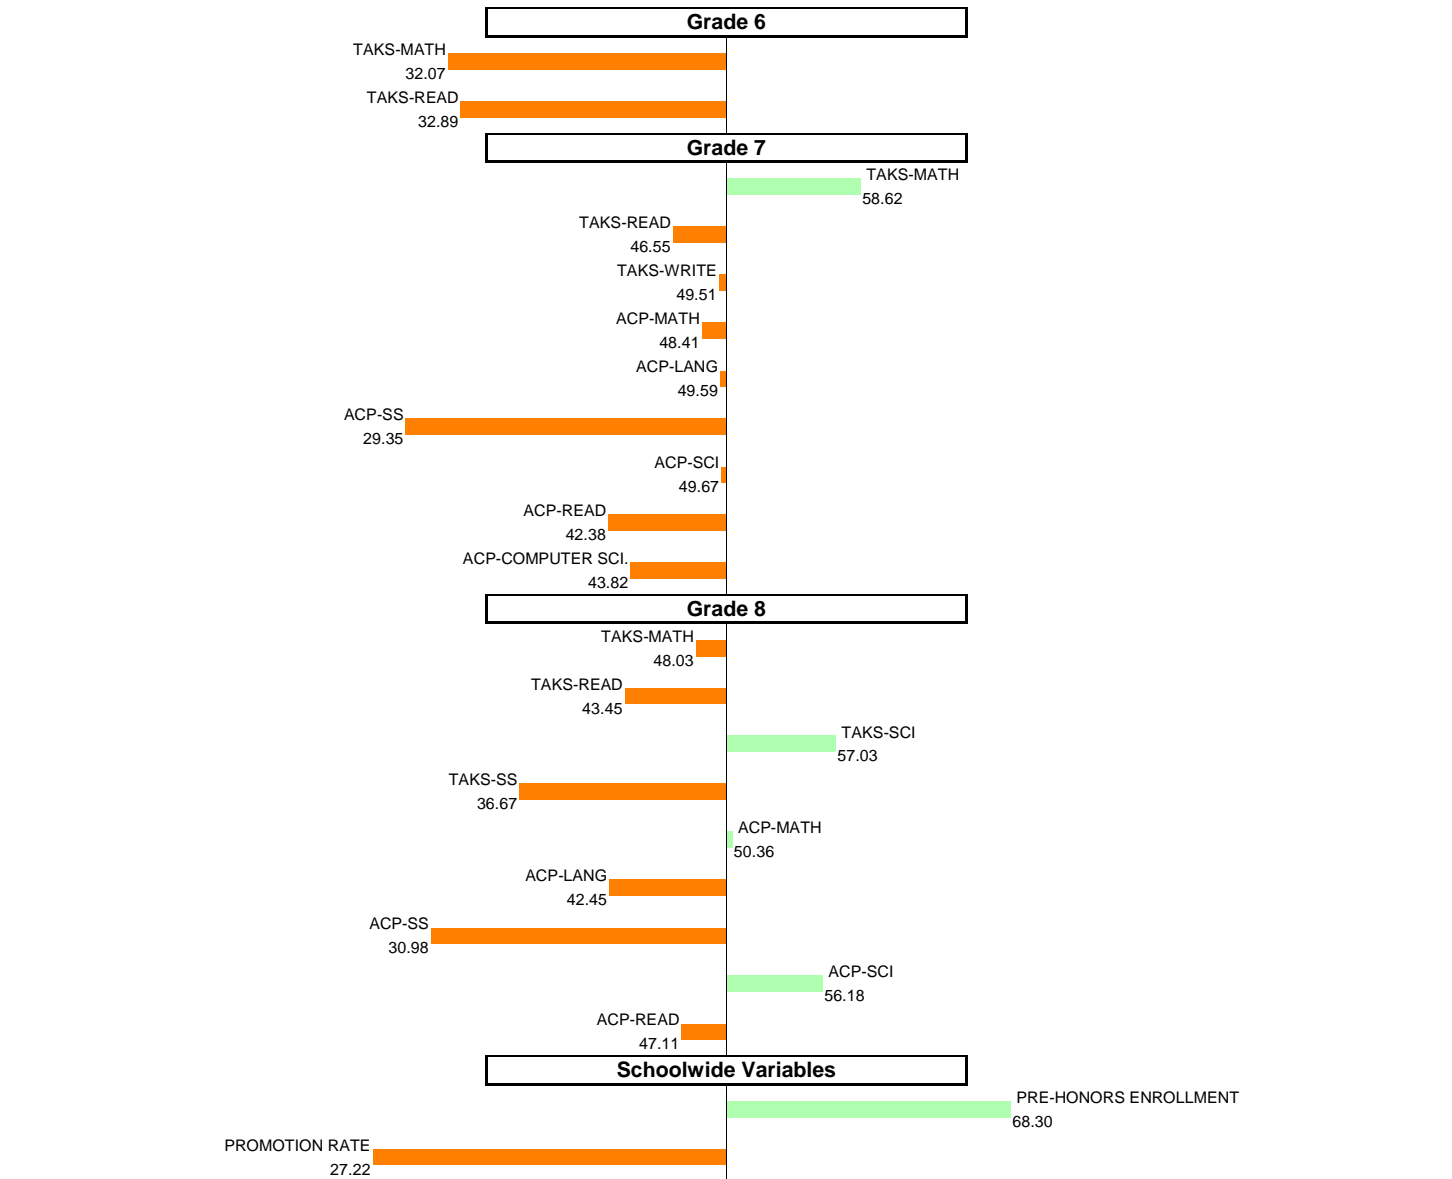 Grade 6
TAKS-MATH
32.07
TAKS-READ
32.89
Grade 7
TAKS-MATH
58.62
TAKS-READ
46.55
TAKS-WRITE
49.51
ACP-MATH
48.41
ACP-LANG
49.59
ACP-SS
29.35
ACP-SCI
49.67
ACP-READ
42.38
ACP-COMPUTER SCI.
43.82
Grade 8
TAKS-MATH
48.03
TAKS-READ
43.45
TAKS-SCI
57.03
TAKS-SS
36.67
ACP-MATH
50.36
ACP-LANG
42.45
ACP-SS
30.98
ACP-SCI
56.18
ACP-READ
47.11
Schoolwide Variables
PRE-HONORS ENROLLMENT
68.30
PROMOTION RATE
27.22